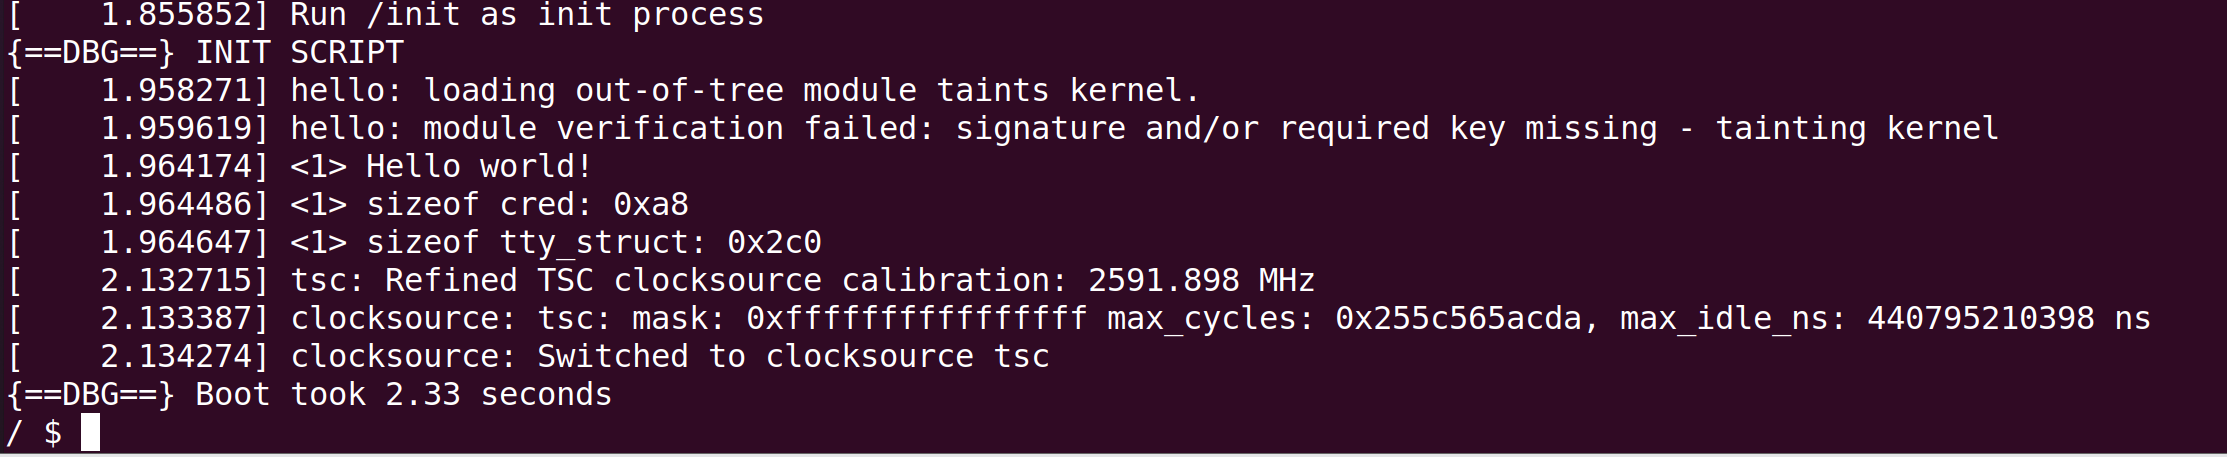 [    1.855852] Run /init as init process
{==DBG==} INIT SCRIPT
[    1.958271] hello: loading out-of-tree module taints kernel.
[    1.959619] hello: module verification failed: signature and/or required key missing - tainting kernel
[    1.964174] <1> Hello world!
[    1.964486] <1> sizeof cred: 0xa8
[    1.964647] <1> sizeof tty_struct: 0x2c0
[    2.132715] tsc: Refined TSC clocksource calibration: 2591.898 MHz
[    2.133387] clocksource: tsc: mask: 0xffffffffffffffff max_cycles: 0x255c565acda, max_idle_ns: 440795210398 ns
[    2.134274] clocksource: Switched to clocksource tsc
{==DBG==} Boot took 2.33 seconds
/ $